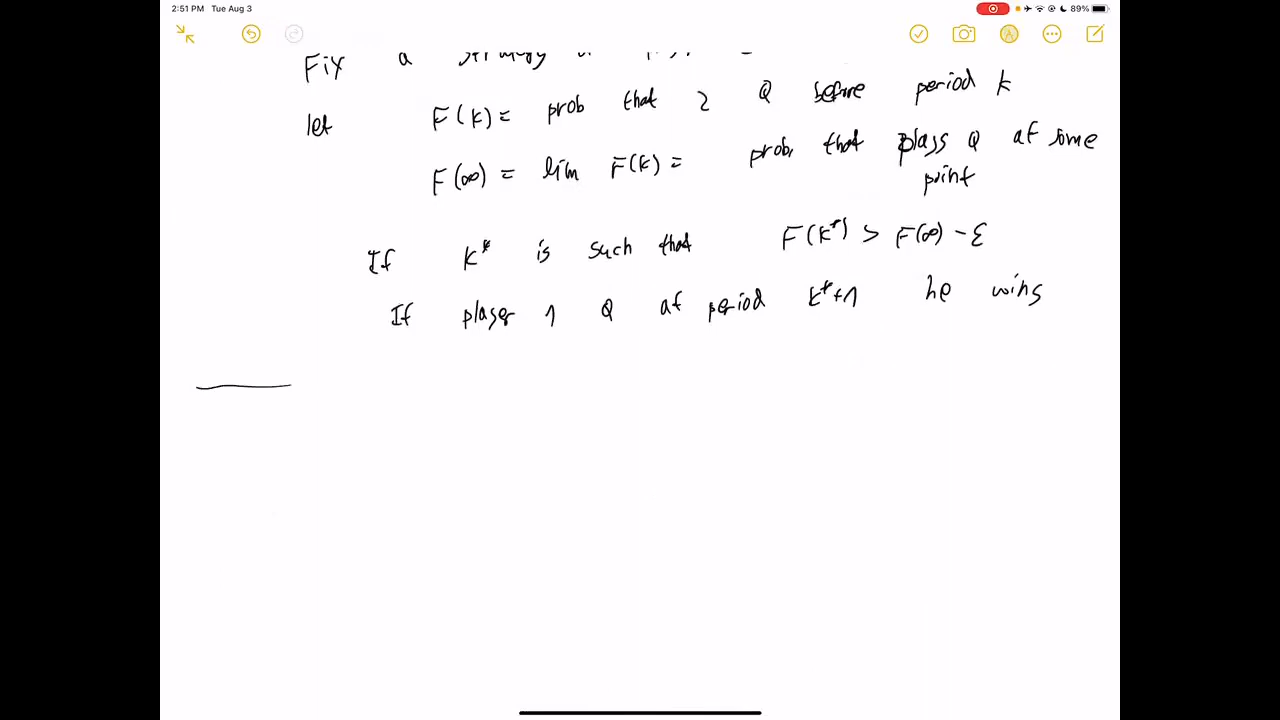 2:51 PM Tue Aug 3
89%
Fix a strategy
let F(k) = prob that 2 Q before period k
F(∞) = lim F(k) = prob. that plays Q at some
point
If k* is such that F(k*) > F(∞) - ε
If player 1 Q at period k*+1 he wins